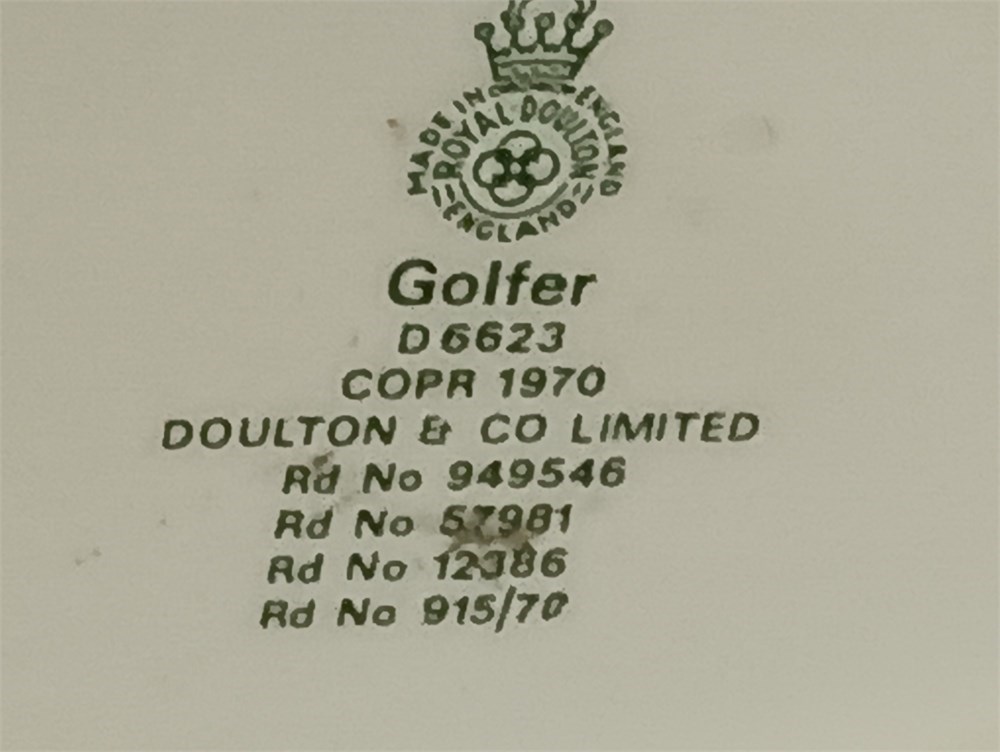 MADE IN ENGLAND
ROYAL DOULTON
ENGLAND
Golfer
D6623
COPR 1970
DOULTON & CO LIMITED
Rd No 949546
Rd No 57981
Rd No 12386
Rd No 915/70